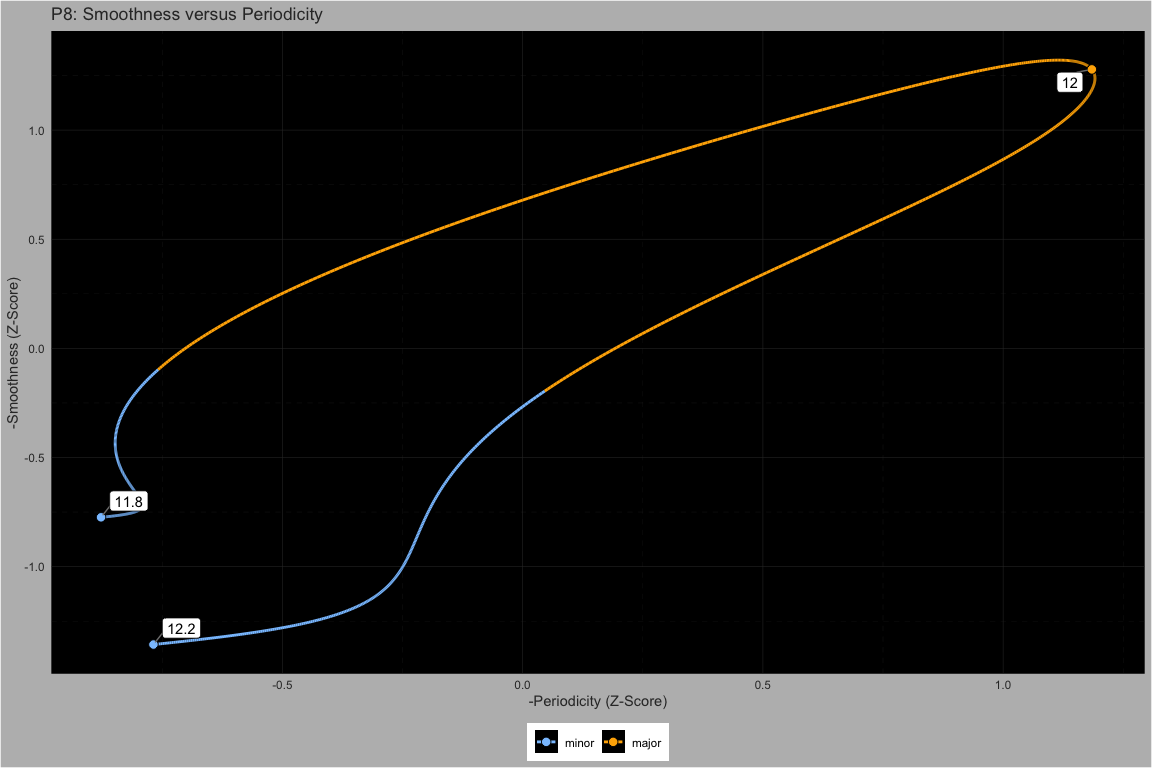 P8: Smoothness versus Periodicity
12
1.0
0.5
0.0
-0.5
-1.0
-Smoothness (Z-Score)
11.8
12.2
-0.5
0.0
0.5
1.0
-Periodicity (Z-Score)
minor
major